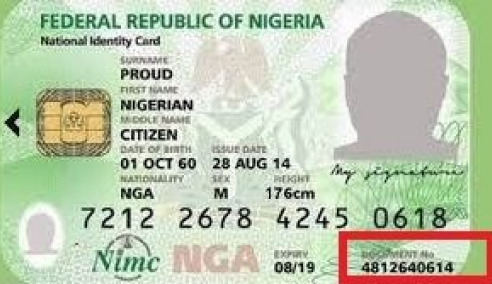 FEDERAL REPUBLIC OF NIGERIA
National Identity Card
SURNAME
PROUD
FIRST NAME
NIGERIAN
MIDDLE NAME
CITIZEN
DATE OF BIRTH ISSUE DATE
01 OCT 60 28 AUG 14
NATIONALITY SEX HEIGHT
NGA M 176cm
My signature
7212 2678 4245 0618
Nimc NGA
EXPIRY DOCUMENT No
08/19 4812640614